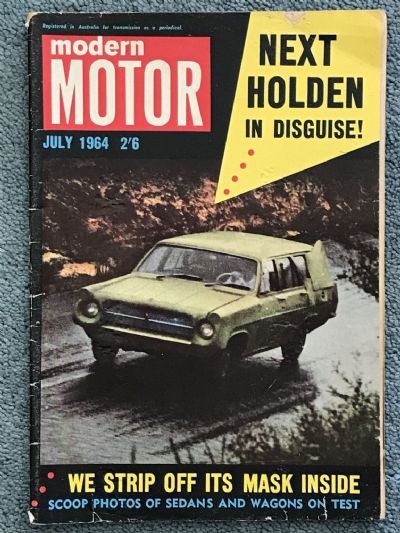 Registered in Australia for transmission as a periodical.
modern
MOTOR
JULY 1964 2'6
NEXT
HOLDEN
IN DISGUISE!
WE STRIP OFF ITS MASK INSIDE
SCOOP PHOTOS OF SEDANS AND WAGONS ON TEST